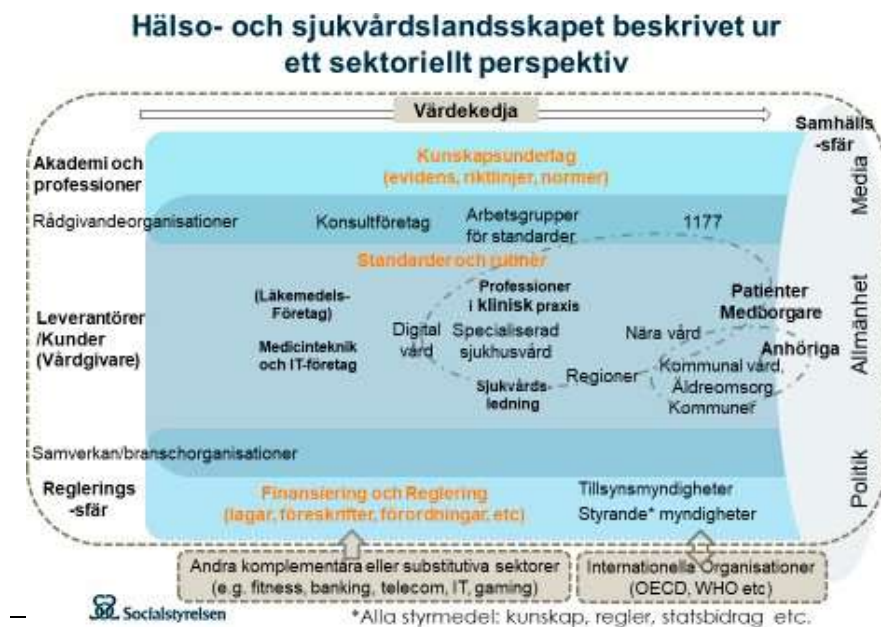 Hälso- och sjukvårdslandsskapet beskrivet ur
ett sektoriellt perspektiv
Värdekedja
Samhälls
-sfär
Akademi och
professioner
Kunskapsunderlag
(evidens, riktlinjer, normer)
Media
Rådgivandeorganisationer
Konsultföretag
Arbetsgrupper
för standarder
1177
Standarder och rutiner
(Läkemedels-
Företag)
Professioner
i klinisk praxis
Patienter
Medborgare
Leverantörer
/Kunder
(Vårdgivare)
Medicinteknik
och IT-företag
Digital
vård
Specialiserad
sjukhusvård
Nära vård
Anhöriga
Allmänhet
Sjukvårds-
ledning
Regioner
Kommunal vård,
Äldreomsorg
Kommuner
Samverkan/branschorganisationer
Reglerings
-sfär
Finansiering och Reglering
(lagar, föreskrifter, förordningar, etc)
Tillsynsmyndigheter
Styrande* myndigheter
Politik
Andra komplementära eller substitutiva sektorer
(e.g. fitness, banking, telecom, IT, gaming)
Internationella Organisationer
(OECD, WHO etc)
Socialstyrelsen
*Alla styrmedel: kunskap, regler, statsbidrag etc.